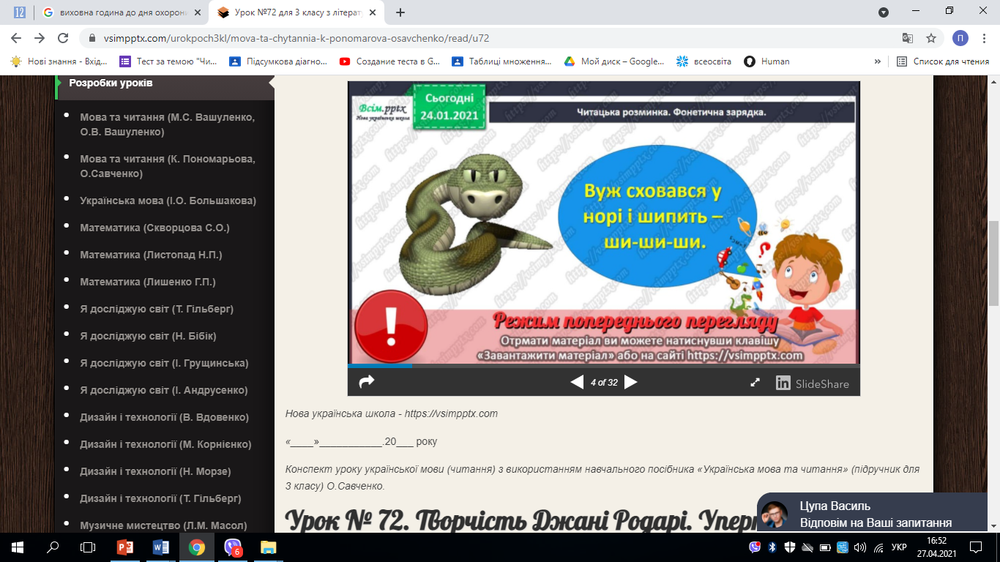 виховна година до дня охорони
Урок №72 для 3 класу з літерату
vsimpptx.com/urokpoch3kl/mova-ta-chytannia-k-ponomarova-osavchenko/read/u72
П
Нові знання - Вхід...
Тест за темою "Чи...
Підсумкова діагно...
Создание теста в G...
Таблиці множення...
Мой диск – Google...
всеосвіта
Human
»
Список для чтения
Розробки уроків
Мова та читання (М.С. Вашуленко,
О.В. Вашуленко)
Мова та читання (К. Пономарьова,
О.Савченко)
Українська мова (І.О. Большакова)
Математика (Скворцова С.О.)
Математика (Листопад Н.П.)
Математика (Лишенко Г.П.)
Я досліджую світ (Т. Гільберг)
Я досліджую світ (Н. Бібік)
Я досліджую світ (І. Грущинська)
Я досліджую світ (І. Андрусенко)
Дизайн і технології (В. Вдовенко)
Дизайн і технології (М. Корнієнко)
Дизайн і технології (Н. Морзе)
Дизайн і технології (Т. Гільберг)
Музичне мистецтво (Л.М. Масол)
Всім.pptx
Нова українська школа
Сьогодні
24.01.2021
Читацька розминка. Фонетична зарядка.
https://vsimpptx.com
Вуж сховався у
норі і шипить –
ши-ши-ши.
!
Режим попереднього перегляду
Отрмати матеріал ви можете натиснувши клавішу
«Завантажити матеріал» або на сайті https://vsimpptx.com
4 of 32
in SlideShare
Нова українська школа - https://vsimpptx.com
«____»___________.20___ року
Конспект уроку української мови (читання) з використанням навчального посібника «Українська мова та читання» (підручник для
3 класу) О.Савченко.
Урок № 72. Творчість Джані Родарі.
Цупа Василь
Відповім на Ваші запитання
6
УКР
16:52
27.04.2021